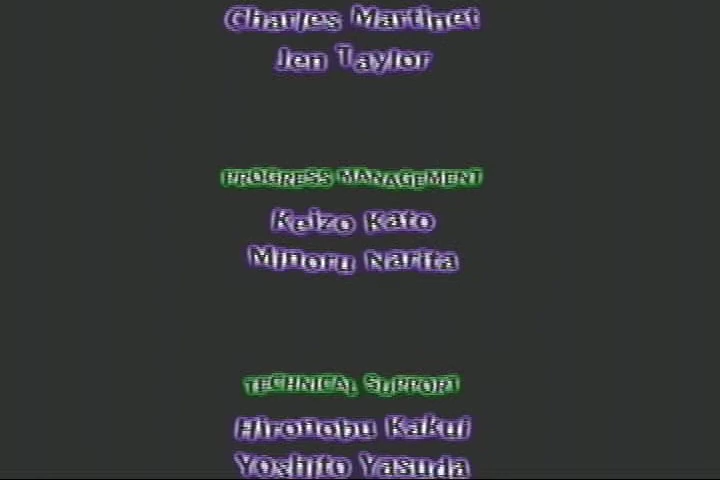 Charles Martinet
Jen Taylor
PROGRESS MANAGEMENT
Keizo Kato
Minoru Narita
TECHNICAL SUPPORT
Hironobu Kakui
Yoshito Yasuda